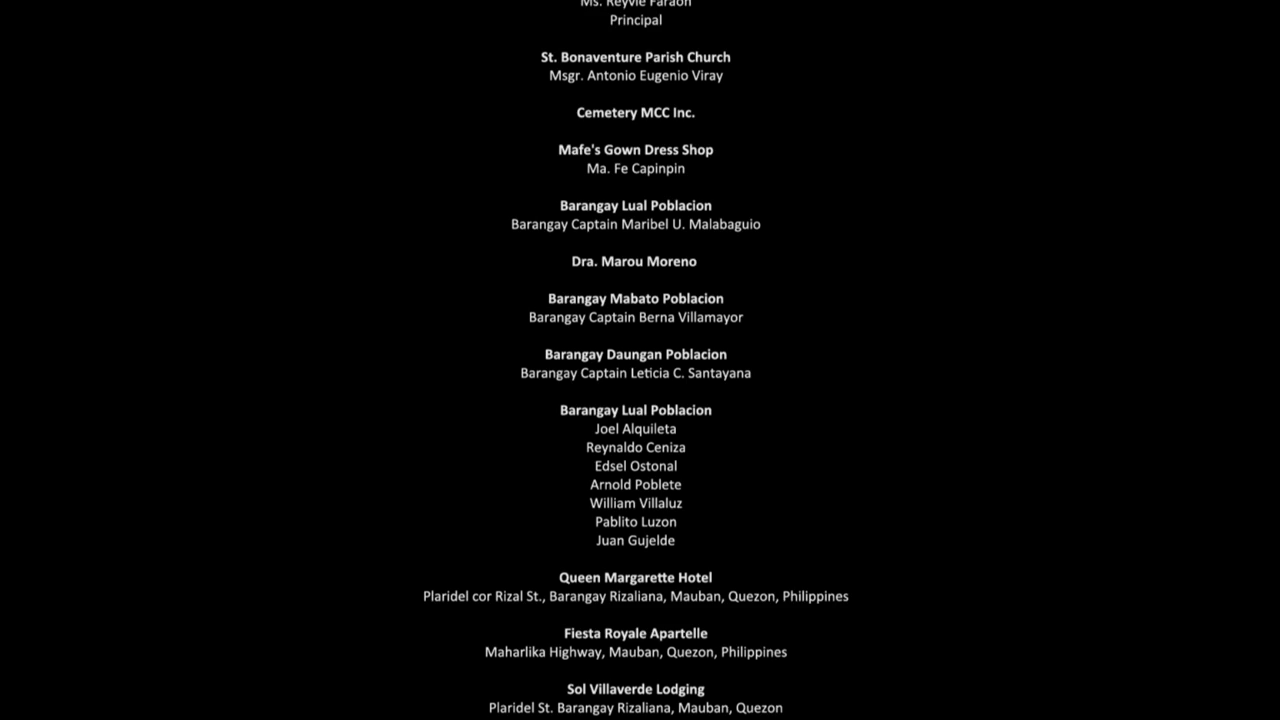 Ms. Reyvie Faraon
Principal
St. Bonaventure Parish Church
Msgr. Antonio Eugenio Viray
Cemetery MCC Inc.
Mafe's Gown Dress Shop
Ma. Fe Capinpin
Barangay Lual Poblacion
Barangay Captain Maribel U. Malabaguio
Dra. Marou Moreno
Barangay Mabato Poblacion
Barangay Captain Berna Villamayor
Barangay Daungan Poblacion
Barangay Captain Leticia C. Santayana
Barangay Lual Poblacion
Joel Alquileta
Reynaldo Ceniza
Edsel Ostonal
Arnold Poblete
William Villaluz
Pablito Luzon
Juan Gujelde
Queen Margarette Hotel
Plaridel cor Rizal St., Barangay Rizaliana, Mauban, Quezon, Philippines
Fiesta Royale Apartelle
Maharlika Highway, Mauban, Quezon, Philippines
Sol Villaverde Lodging
Plaridel St. Barangay Rizaliana, Mauban, Quezon